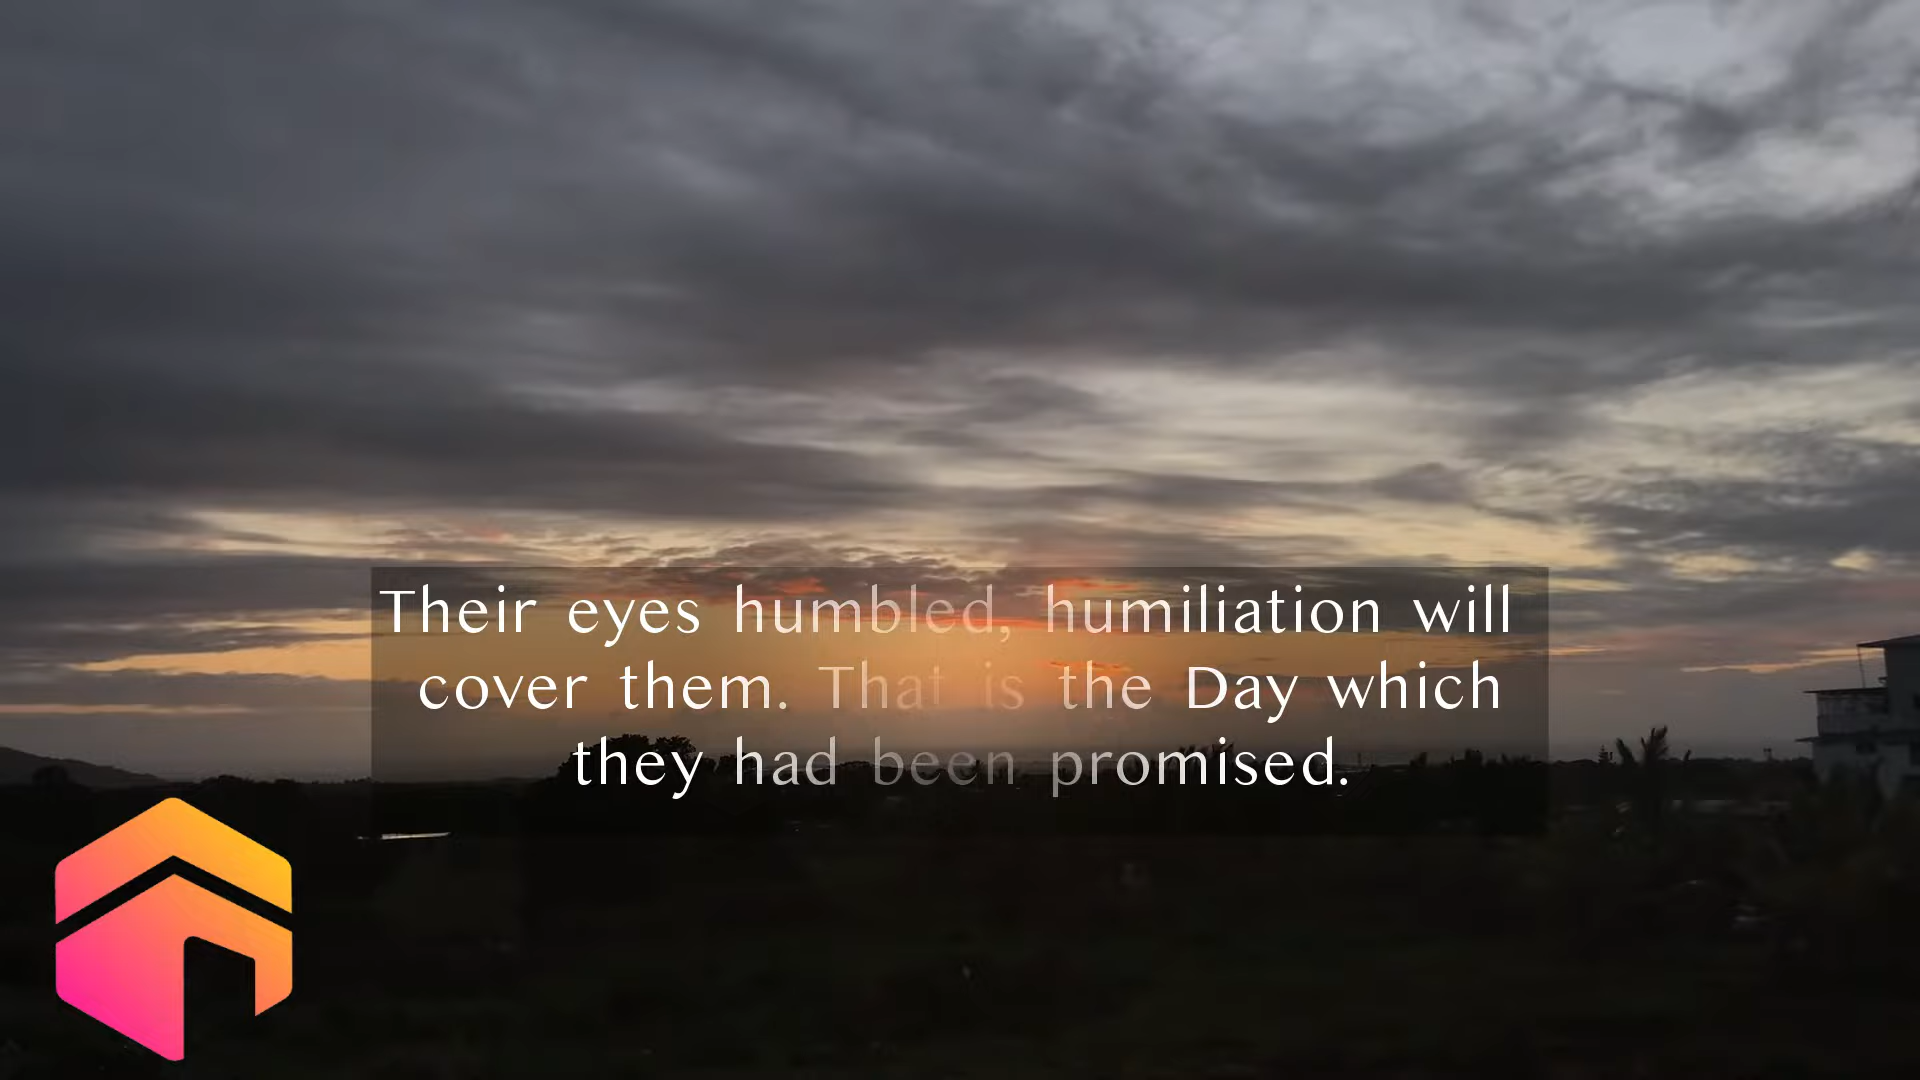 Their eyes humbled, humiliation will
cover them. That is the Day which
they had been promised.